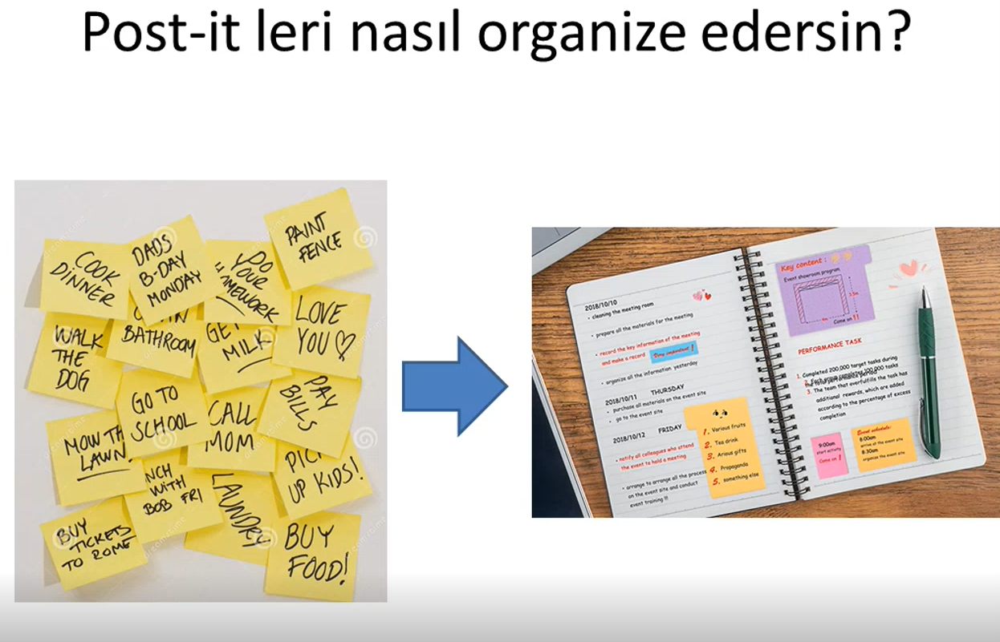 Post-it leri nasıl organize edersin?
COOK
DINNER
DADS
B-DAY
MONDAY
DO
YOUR
MEWORK
PAINT
FENCE
WALK
THE
DOG
BATHROOM
GET
MILK
LOVE
YOU ♡
GO TO
SCHOOL
CALL
MOM
PAY
BILLS
MOW TH
LAWN
NCH
WITH
BOB FRI
LAUNDRY
PIC
UP KIDS!
BUY
TICKETS
TO ROME
BUY
FOOD!
2018/10/10
• cleaning the meeting room
• prepare all the materials for the meeting
• record the key information of the meeting
and make a record Very important !
• organize all the information yesterday
2018/10/11 THURSDAY
• purchase all materials on the event site
• go to the event site
2018/10/12 FRIDAY
• notify all colleagues who attend
the event to hold a meeting
• arrange to arrange all the process
on the event site and conduct
event training !!!
1. Various fruits
2. Tea drink
3. Arious gifts
4. Propaganda
5. something else
Key content :
Event showroom program
Come on !!
PERFORMANCE TASK
1. Completed 200,000 target tasks during
the total performance period
2. Each group completes 100,000 tasks
3. The team that overfulfills the task has
additional rewards, which are added
according to the percentage of excess
completion
9:00am
start activity
Come on !
Event schedule:
8:00am
arrive at the event site
8:30am
organize the event site